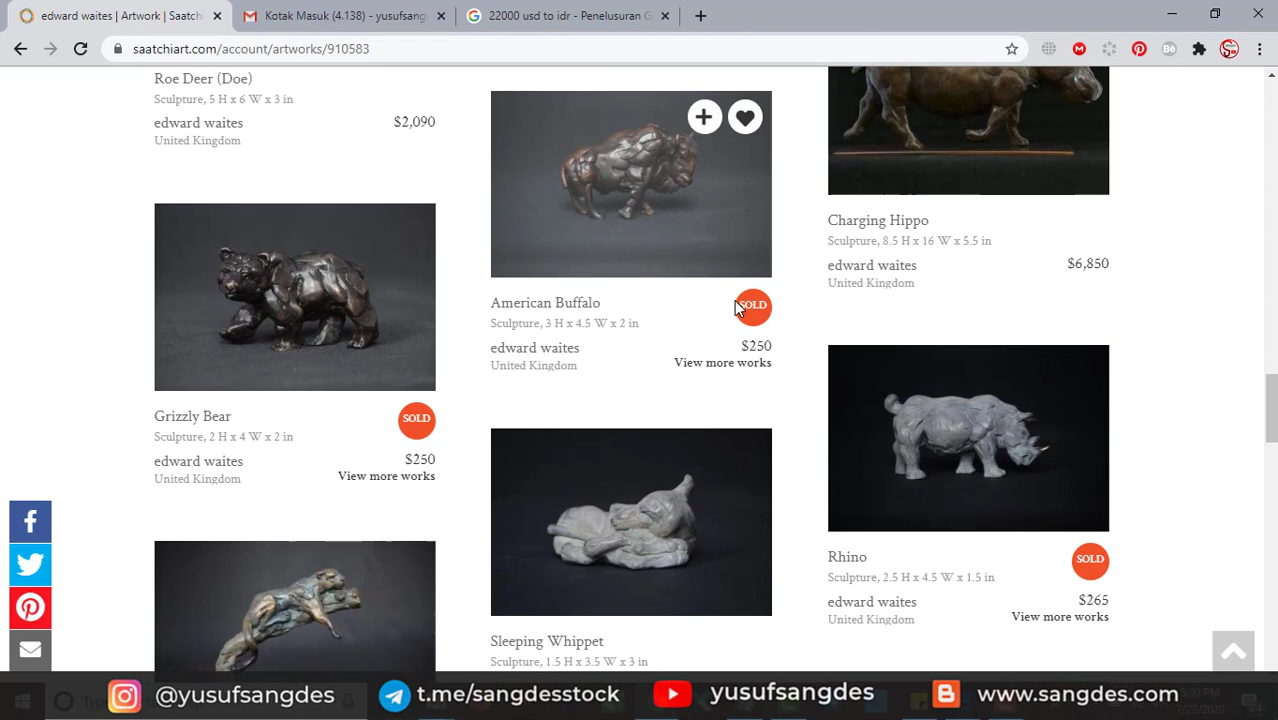 edward waites | Artwork | Saatch
Kotak Masuk (4.138) - yusufsangd
22000 usd to idr - Penelusuran G
saatchiart.com/account/artworks/910583
Roe Deer (Doe)
Sculpture, 5 H x 6 W x 3 in
edward waites
$2,090
United Kingdom
Grizzly Bear
SOLD
Sculpture, 2 H x 4 W x 2 in
edward waites
$250
United Kingdom
View more works
American Buffalo
SOLD
Sculpture, 3 H x 4.5 W x 2 in
edward waites
$250
United Kingdom
View more works
Sleeping Whippet
Sculpture, 1.5 H x 3.5 W x 3 in
Charging Hippo
Sculpture, 8.5 H x 16 W x 5.5 in
edward waites
$6,850
United Kingdom
Rhino
SOLD
Sculpture, 2.5 H x 4.5 W x 1.5 in
edward waites
$265
United Kingdom
View more works
@yusufsangdes
t.me/sangdesstock
yusufsangdes
www.sangdes.com